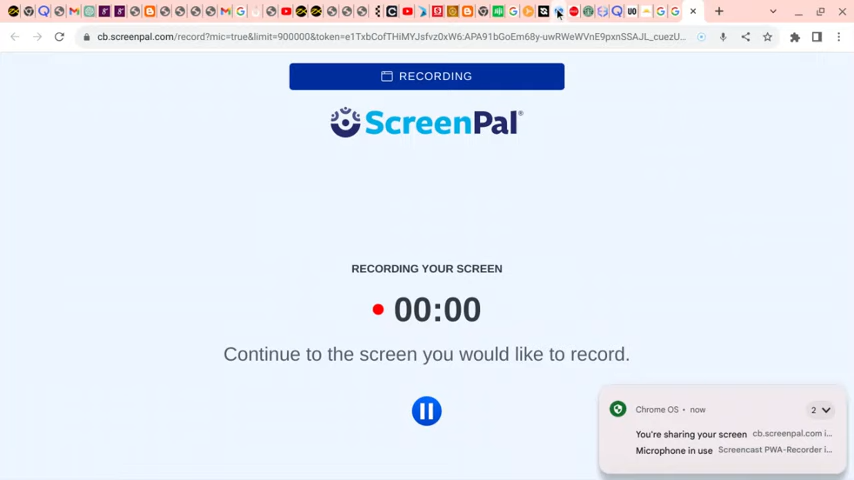 cb.screenpal.com/record?mic=true&limit=900000&token=e1TxbCofTHiMYJsfvz0xW6:APA91bGoEm68y-uwRWeWVnE9pxnSSAJL_cuezU...
RECORDING
ScreenPal®
RECORDING YOUR SCREEN
00:00
Continue to the screen you would like to record.
Chrome OS • now 2
You're sharing your screen cb.screenpal.com i...
Microphone in use Screencast PWA-Recorder i...